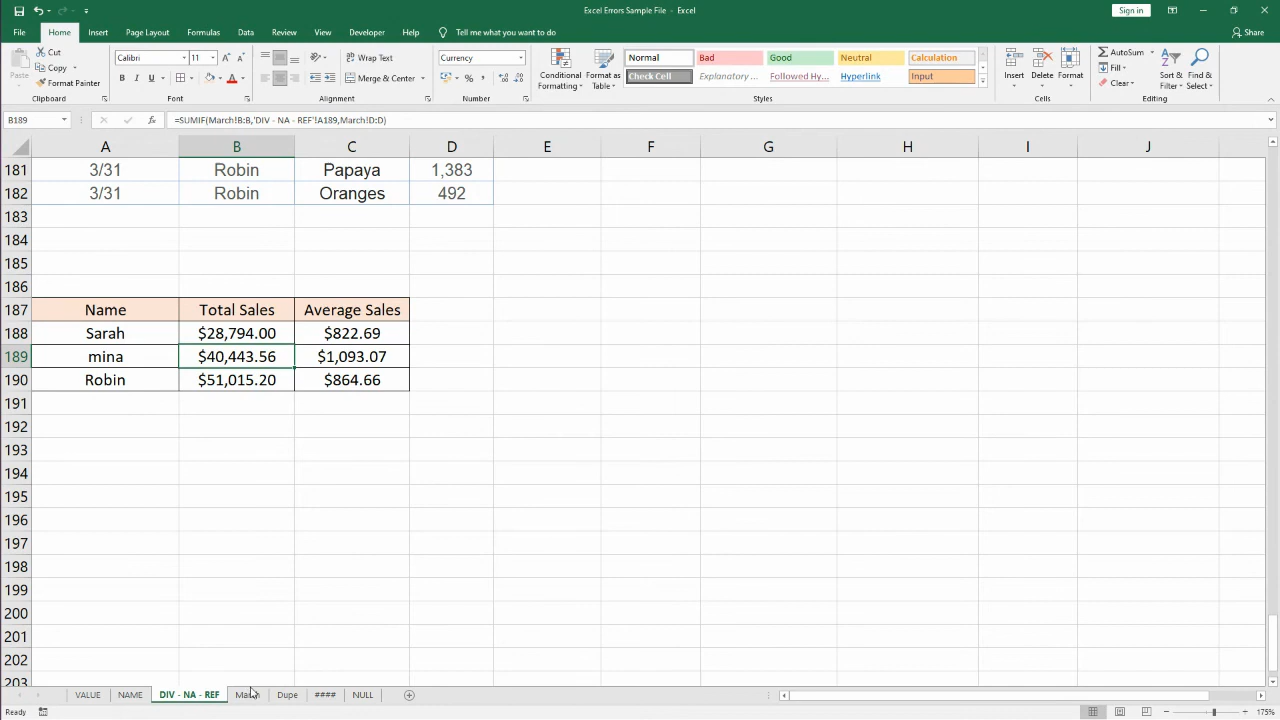 Excel Errors Sample File - Excel
Sign in
File Home Insert Page Layout Formulas Data Review View Developer Help Tell me what you want to do Share
Paste Cut Copy Format Painter Clipboard
Calibri 11 B I U A A A Font
Wrap Text Merge & Center Alignment
Currency $ % , Number
Conditional Formatting Format as Table
Normal Bad Good Neutral Calculation
Check Cell Explanatory ... Followed Hy... Hyperlink Input
Styles
Insert Delete Format Cells
AutoSum Fill Clear Sort & Filter Find & Select Editing
B189 fx =SUMIF(March!B:B,'DIV - NA - REF'!A189,March!D:D)
A B C D E F G H I J
181 3/31 Robin Papaya 1,383
182 3/31 Robin Oranges 492
183
184
185
186
187 Name Total Sales Average Sales
188 Sarah $28,794.00 $822.69
189 mina $40,443.56 $1,093.07
190 Robin $51,015.20 $864.66
191
192
193
194
195
196
197
198
199
200
201
202
203
VALUE NAME DIV - NA - REF Dupe #### NULL
Ready 175%